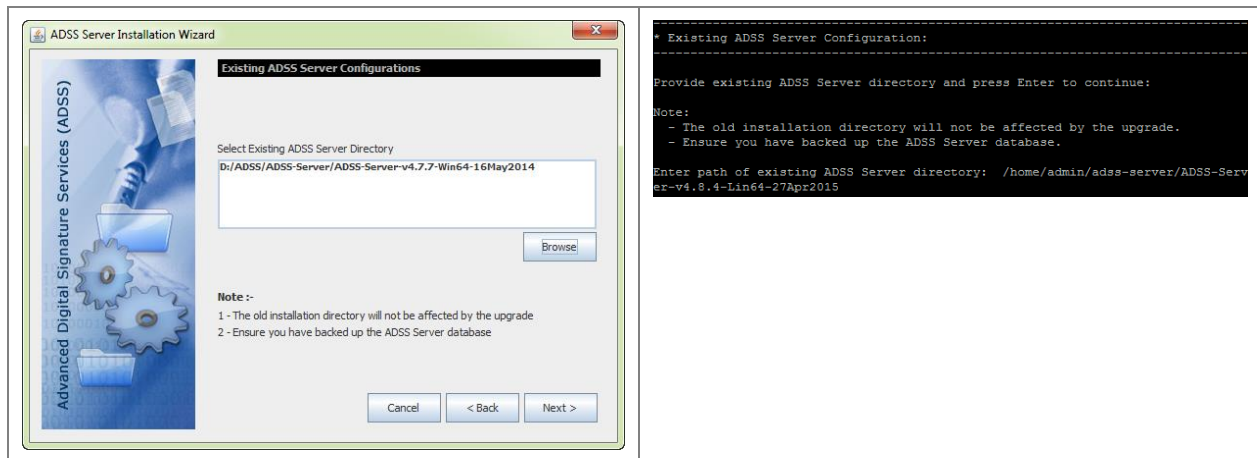 ADSS Server Installation Wizard
Advanced Digital Signature Services (ADSS)
Existing ADSS Server Configurations
Select Existing ADSS Server Directory
D:/ADSS/ADSS-Server/ADSS-Server-v4.7.7-Win64-16May2014
Browse
Note :-
1 - The old installation directory will not be affected by the upgrade
2 - Ensure you have backed up the ADSS Server database
Cancel
< Back
Next >
* Existing ADSS Server Configuration:
Provide existing ADSS Server directory and press Enter to continue:
Note:
- The old installation directory will not be affected by the upgrade.
- Ensure you have backed up the ADSS Server database.
Enter path of existing ADSS Server directory: /home/admin/adss-server/ADSS-Serv
er-v4.8.4-Lin64-27Apr2015